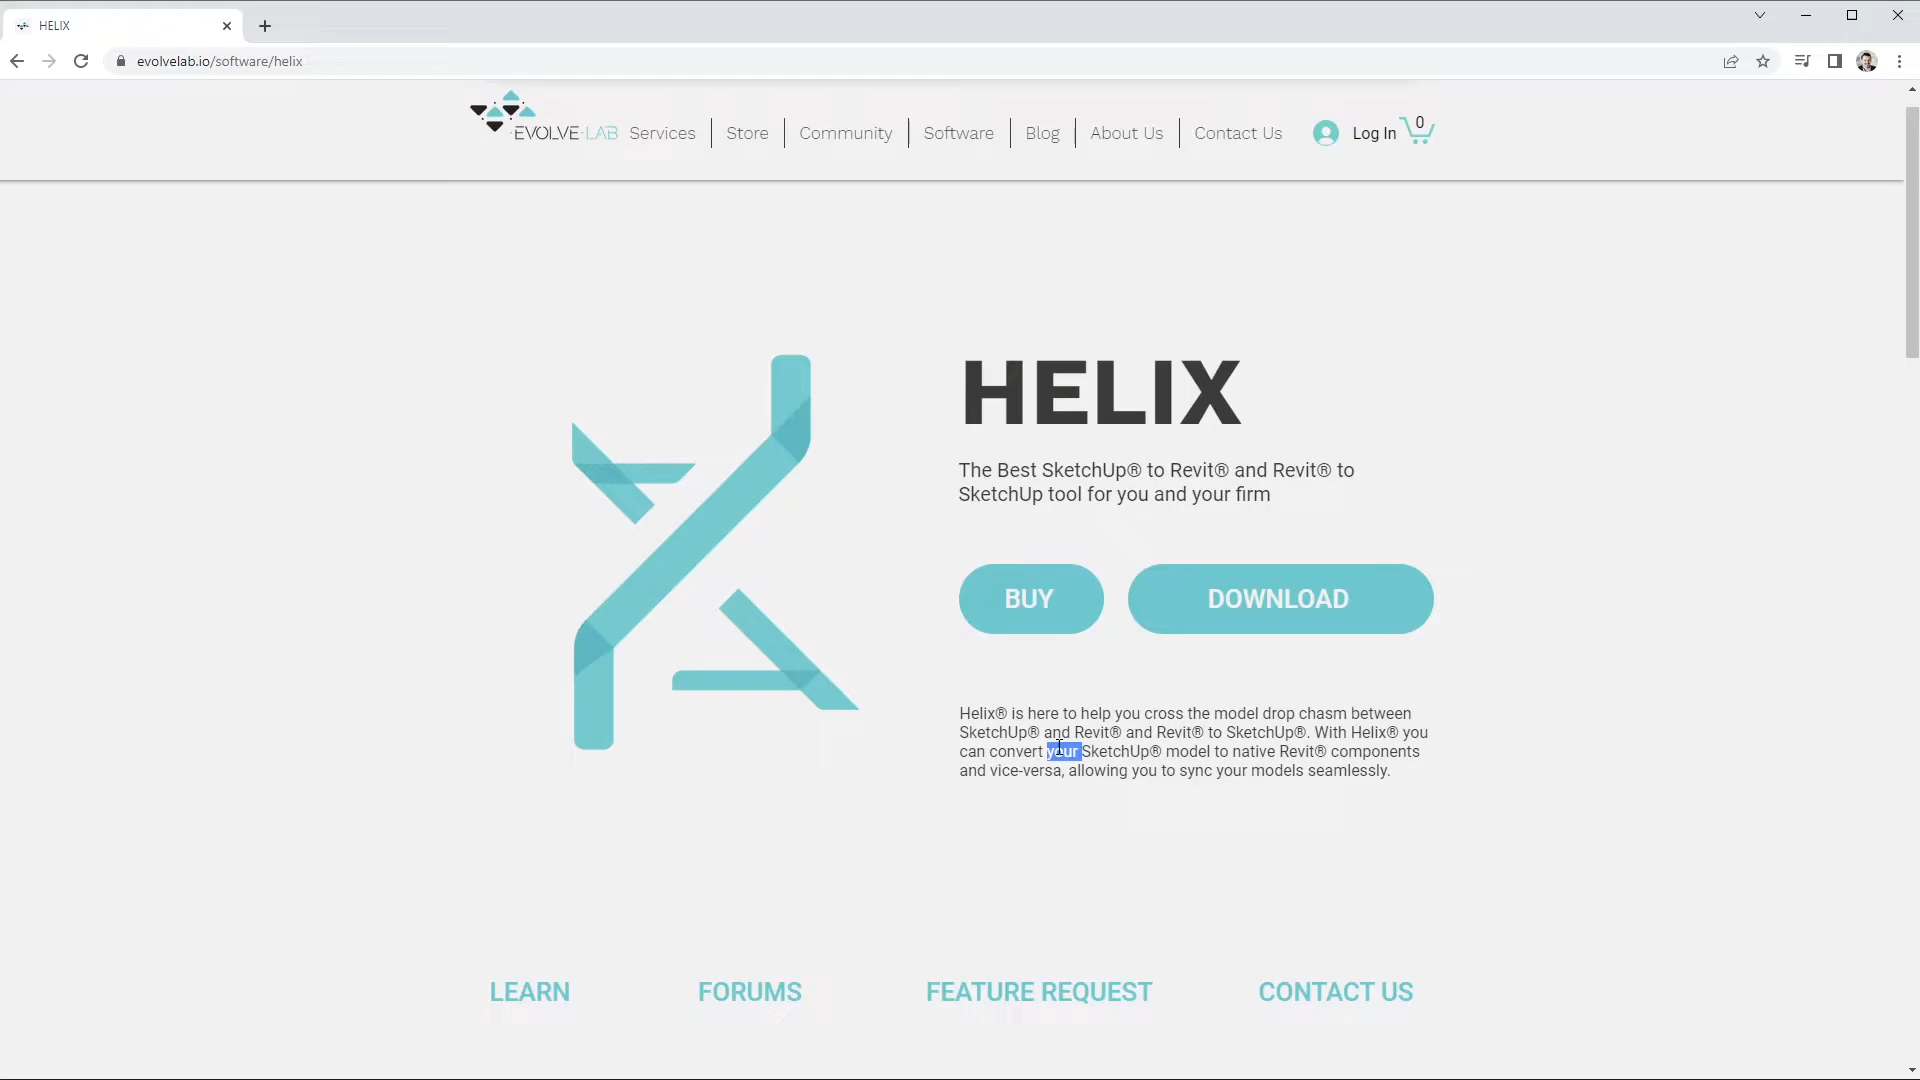 HELIX
evolvelab.io/software/helix
EVOLVE LAB
Services
Store
Community
Software
Blog
About Us
Contact Us
Log In
0
HELIX
The Best SketchUp® to Revit® and Revit® to
SketchUp tool for you and your firm
BUY
DOWNLOAD
Helix® is here to help you cross the model drop chasm between
SketchUp® and Revit® and Revit® to SketchUp®. With Helix® you
can convert your SketchUp® model to native Revit® components
and vice-versa, allowing you to sync your models seamlessly.
LEARN
FORUMS
FEATURE REQUEST
CONTACT US